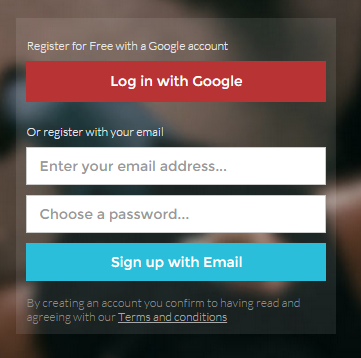 Register for Free with a Google account
Log in with Google
Or register with your email
Enter your email address...
Choose a password...
Sign up with Email
By creating an account you confirm to having read and
agreeing with our Terms and conditions